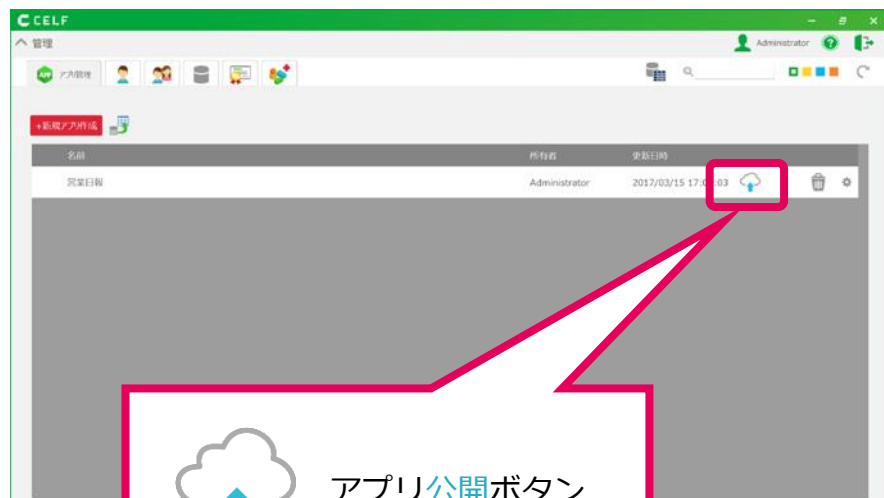 CELF
管理
Administrator
アプリ管理
+新規アプリ作成
名前 所有者 更新日時
営業日報 Administrator 2017/03/15 17: :03
アプリ公開ボタン